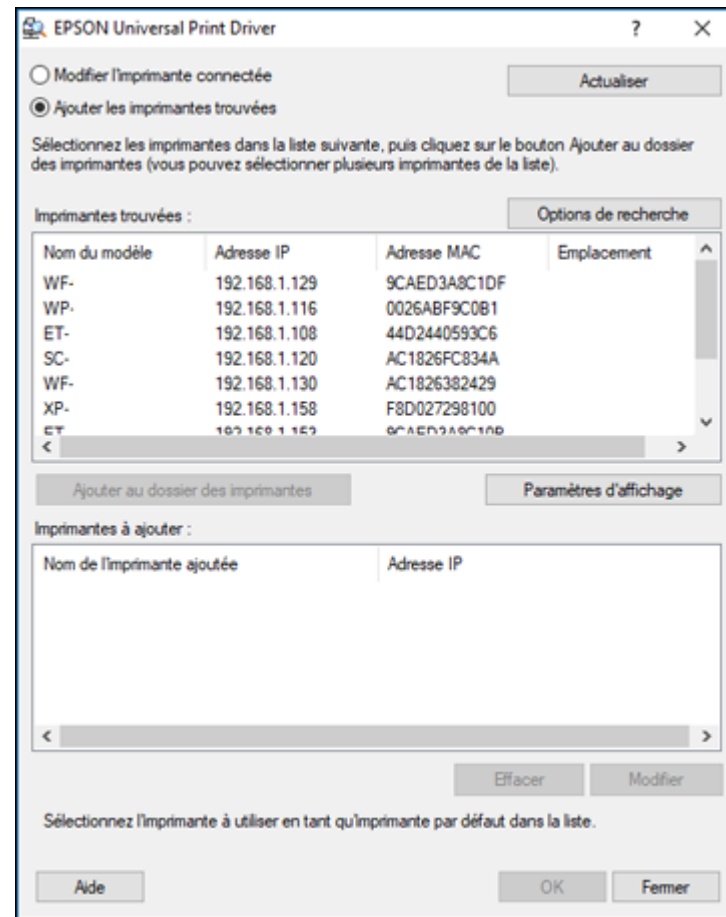 EPSON Universal Print Driver
Modifier l'imprimante connectée
Actualiser
Ajouter les imprimantes trouvées
Sélectionnez les imprimantes dans la liste suivante, puis cliquez sur le bouton Ajouter au dossier
des imprimantes (vous pouvez sélectionner plusieurs imprimantes de la liste).
Imprimantes trouvées :
Options de recherche
Nom du modèle Adresse IP Adresse MAC Emplacement
WF- 192.168.1.129 9CAED3A8C1DF
WP- 192.168.1.116 0026ABF9C0B1
ET- 192.168.1.108 44D2440593C6
SC- 192.168.1.120 AC1826FC834A
WF- 192.168.1.130 AC1826382429
XP- 192.168.1.158 F8D027298100
ET 192.168.1.152
Ajouter au dossier des imprimantes
Paramètres d'affichage
Imprimantes à ajouter :
Nom de l'imprimante ajoutée Adresse IP
Effacer Modifier
Sélectionnez l'imprimante à utiliser en tant qu'imprimante par défaut dans la liste.
Aide OK Fermer